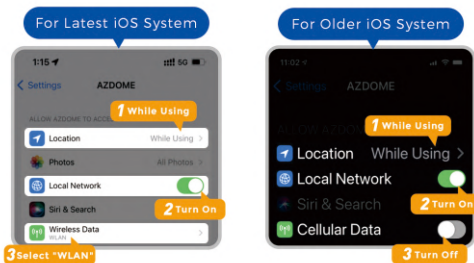 For Latest iOS System
1:15 5G
Settings AZDOME
ALLOW AZDOME TO ACCESS
1 While Using
Location While Using
Photos All Photos
Local Network
Siri & Search
2 Turn On
Wireless Data
WLAN
3 Select "WLAN"
For Older iOS System
11:02
Settings AZDOME
ALLOW AZDO
1 While Using
Location While Using
Local Network
Siri & Search
2 Turn On
Cellular Data
3 Turn Off